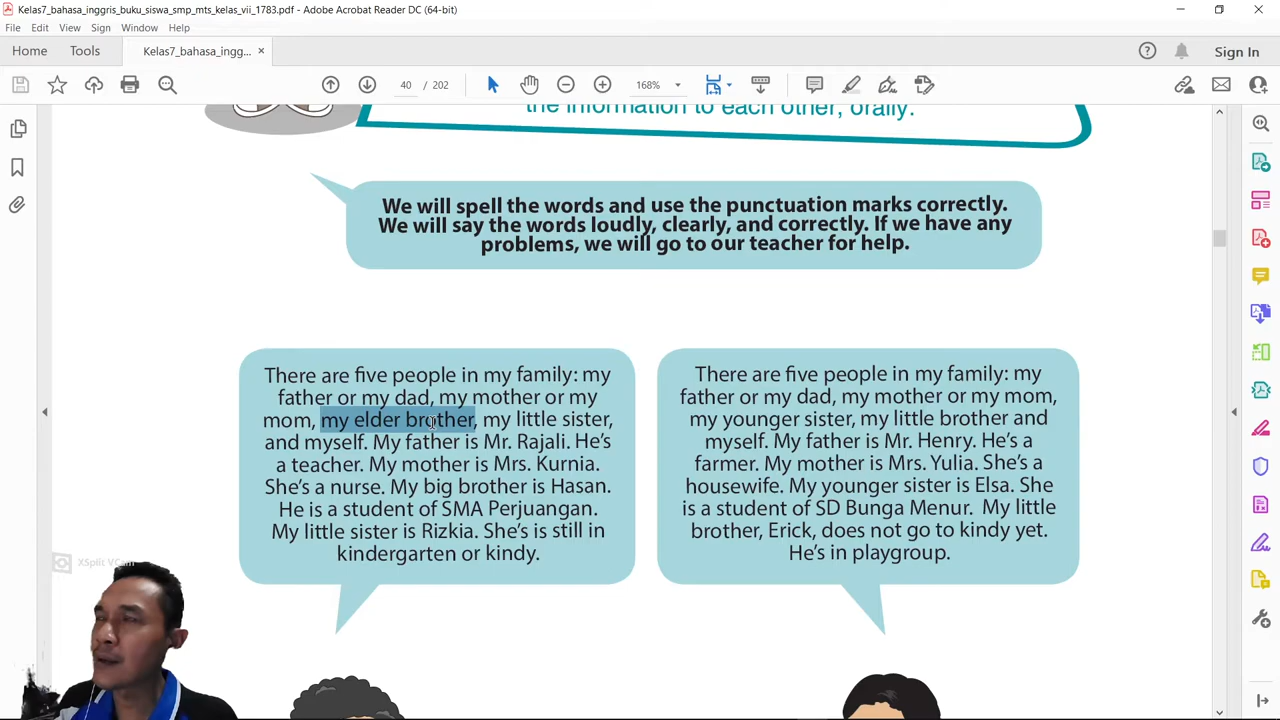 Kelas7_bahasa_inggris_buku_siswa_smp_mts_kelas_vii_1783.pdf - Adobe Acrobat Reader DC (64-bit)
File Edit View Sign Window Help
Home Tools Kelas7_bahasa_ingg... × Sign In
40 / 202 168%
the information to each other, orally.
We will spell the words and use the punctuation marks correctly.
We will say the words loudly, clearly, and correctly. If we have any
problems, we will go to our teacher for help.
There are five people in my family: my
father or my dad, my mother or my
mom, my elder brother, my little sister,
and myself. My father is Mr. Rajali. He's
a teacher. My mother is Mrs. Kurnia.
She's a nurse. My big brother is Hasan.
He is a student of SMA Perjuangan.
My little sister is Rizkia. She's is still in
kindergarten or kindy.
There are five people in my family: my
father or my dad, my mother or my mom,
my younger sister, my little brother and
myself. My father is Mr. Henry. He's a
farmer. My mother is Mrs. Yulia. She's a
housewife. My younger sister is Elsa. She
is a student of SD Bunga Menur. My little
brother, Erick, does not go to kindy yet.
He's in playgroup.
XSplit VCam